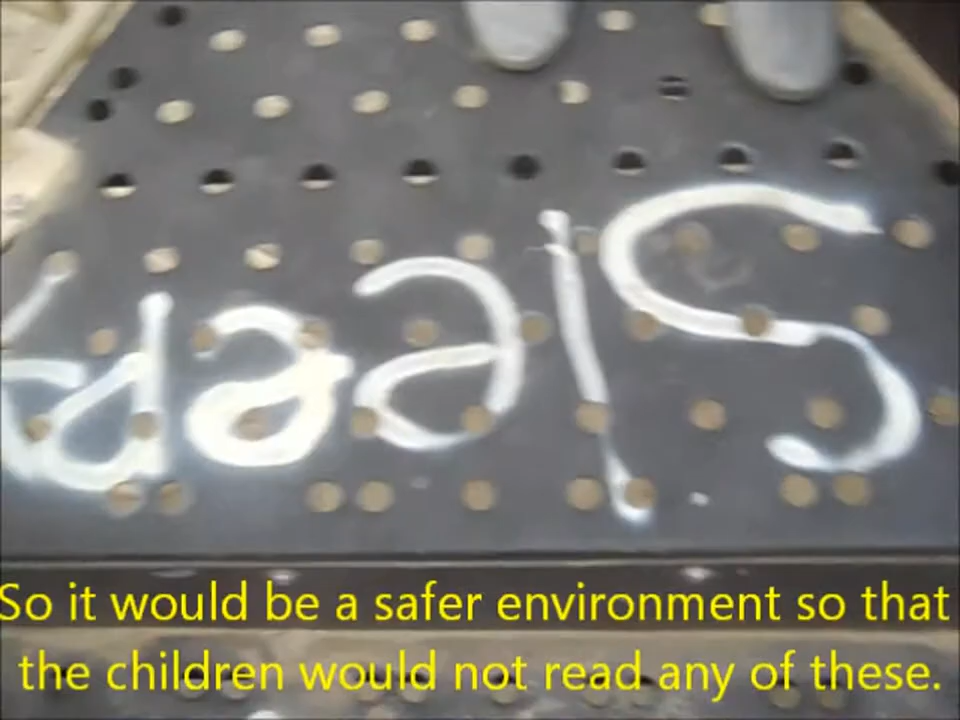 Sleep
So it would be a safer environment so that
the children would not read any of these.